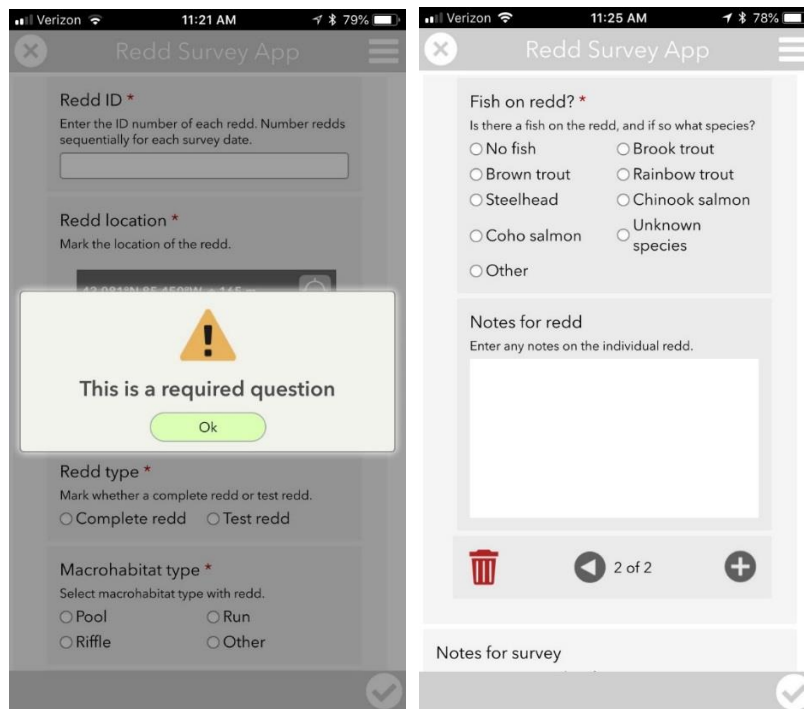 Verizon 11:21 AM 79%
Redd Survey App
Redd ID *
Enter the ID number of each redd. Number redds
sequentially for each survey date.
Redd location *
Mark the location of the redd.
This is a required question
Ok
Redd type *
Mark whether a complete redd or test redd.
Complete redd Test redd
Macrohabitat type *
Select macrohabitat type with redd.
Pool Run
Riffle Other
Verizon 11:25 AM 78%
Redd Survey App
Fish on redd? *
Is there a fish on the redd, and if so what species?
No fish Brook trout
Brown trout Rainbow trout
Steelhead Chinook salmon
Coho salmon Unknown
species
Other
Notes for redd
Enter any notes on the individual redd.
2 of 2
Notes for survey